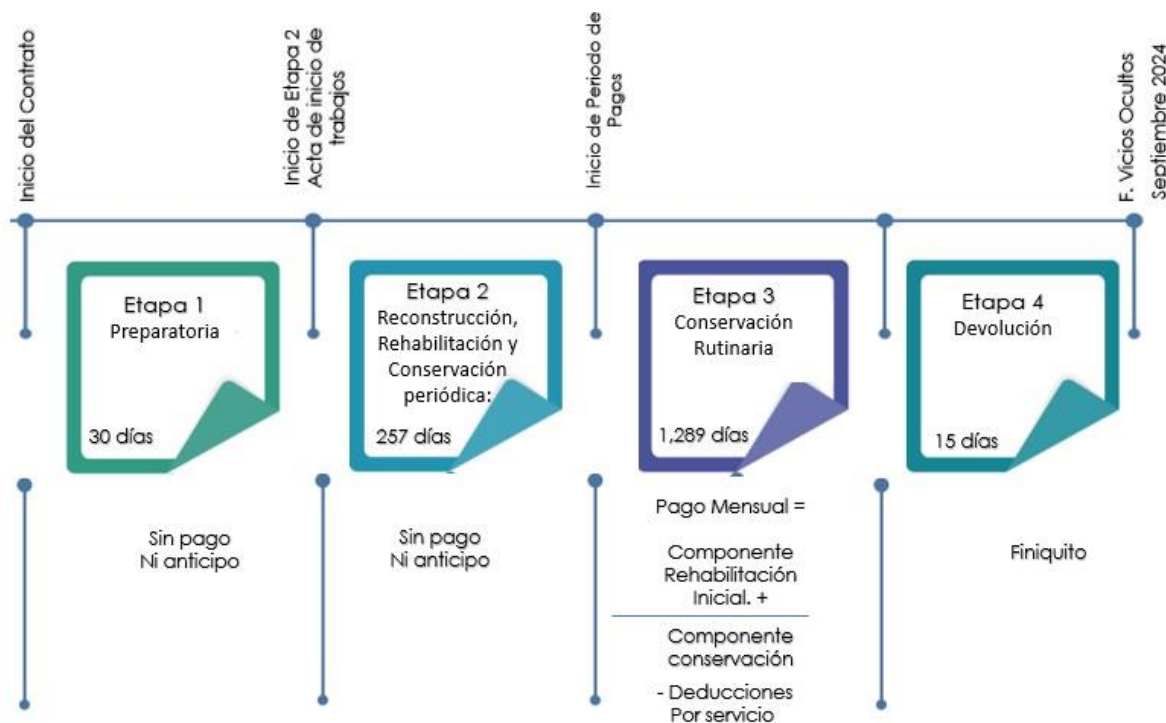 Inicio del Contrato
Inicio de Etapa 2
Acta de inicio de
trabajos
Inicio de Periodo de
Pagos
F. Vicios Ocultos
Septiembre 2024
Etapa 1
Preparatoria
30 días
Etapa 2
Reconstrucción,
Rehabilitación y
Conservación
periódica:
257 días
Etapa 3
Conservación
Rutinaria
1,289 días
Etapa 4
Devolución
15 días
Sin pago
Ni anticipo
Sin pago
Ni anticipo
Pago Mensual =
Componente
Rehabilitación
Inicial. +
Componente
conservación
- Deducciones
Por servicio
Finiquito